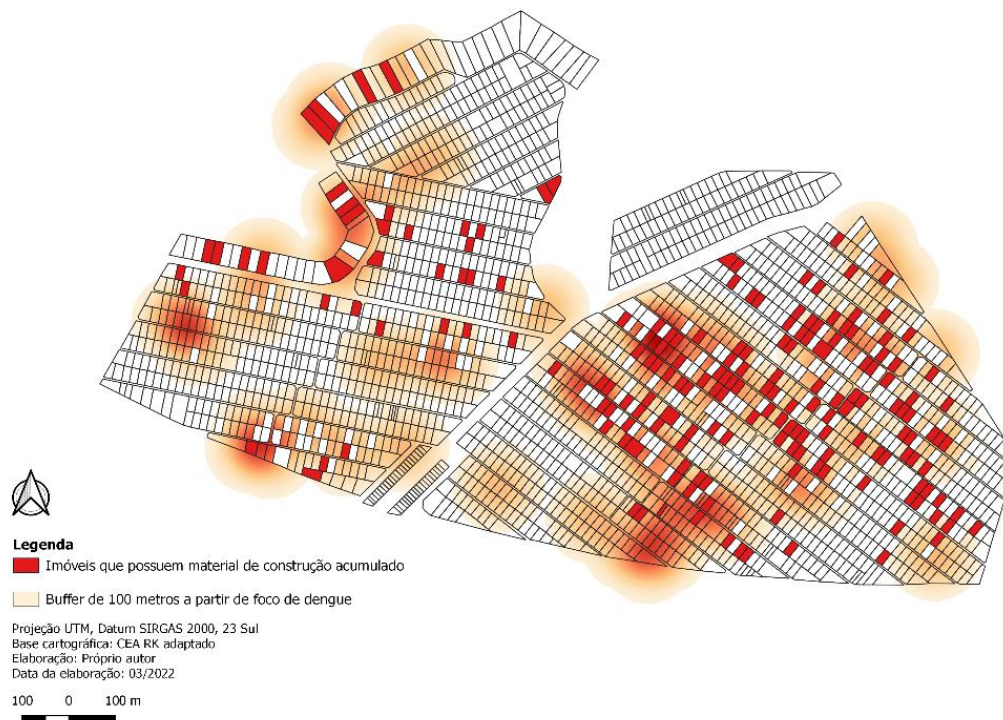 Legenda
Imóveis que possuem material de construção acumulado
Buffer de 100 metros a partir de foco de dengue
Projeção UTM, Datum SIRGAS 2000, 23 Sul
Base cartográfica: CEA RK adaptado
Elaboração: Próprio autor
Data da elaboração: 03/2022
100 0 100 m